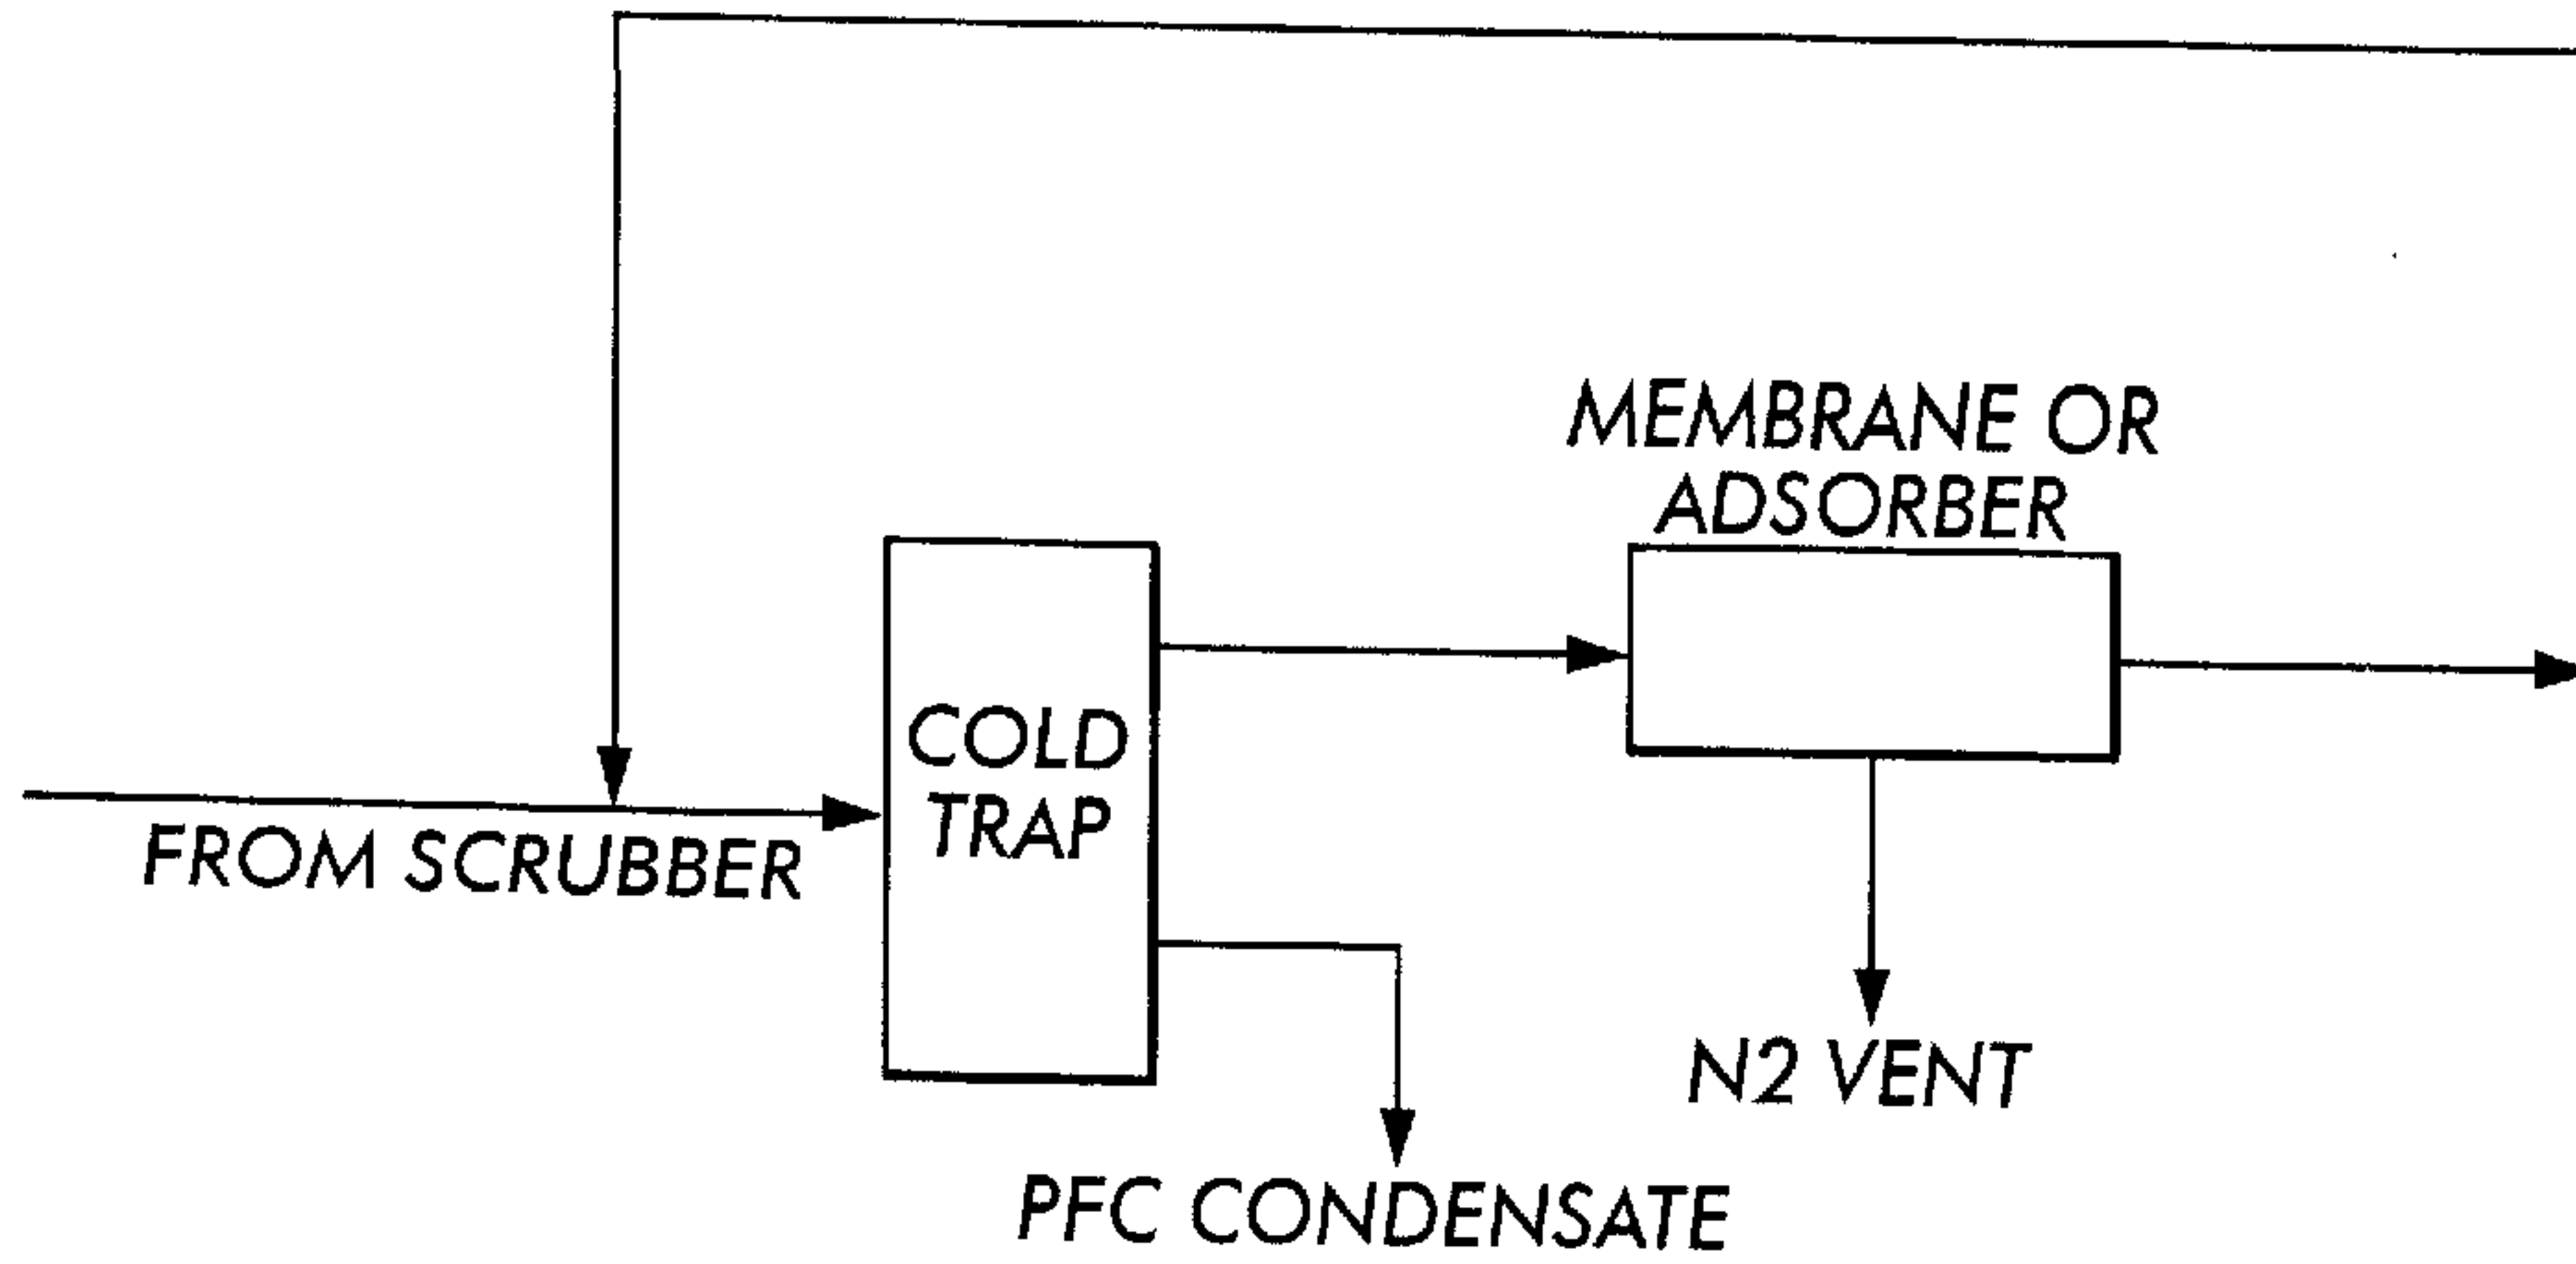 MEMBRANE OR
ADSORBER
COLD
TRAP
FROM SCRUBBER
N2 VENT
PFC CONDENSATE